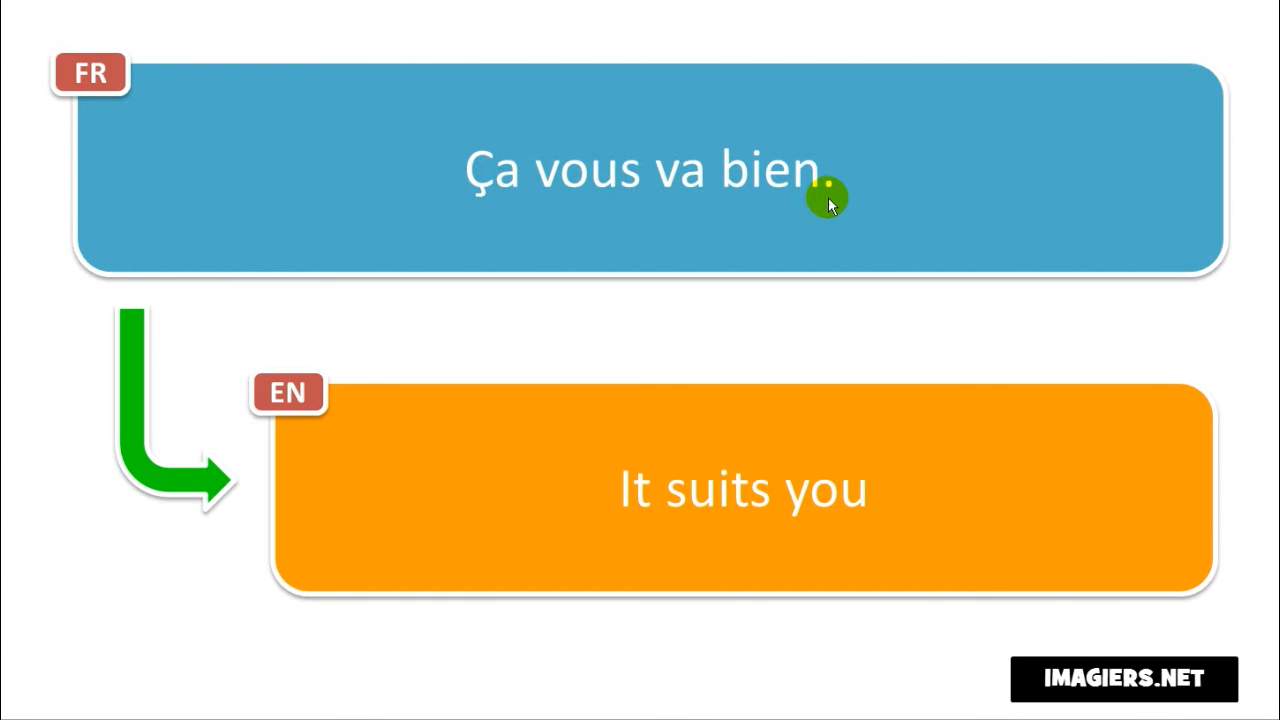 FR
Ça vous va bien.
EN
It suits you
IMAGIERS.NET